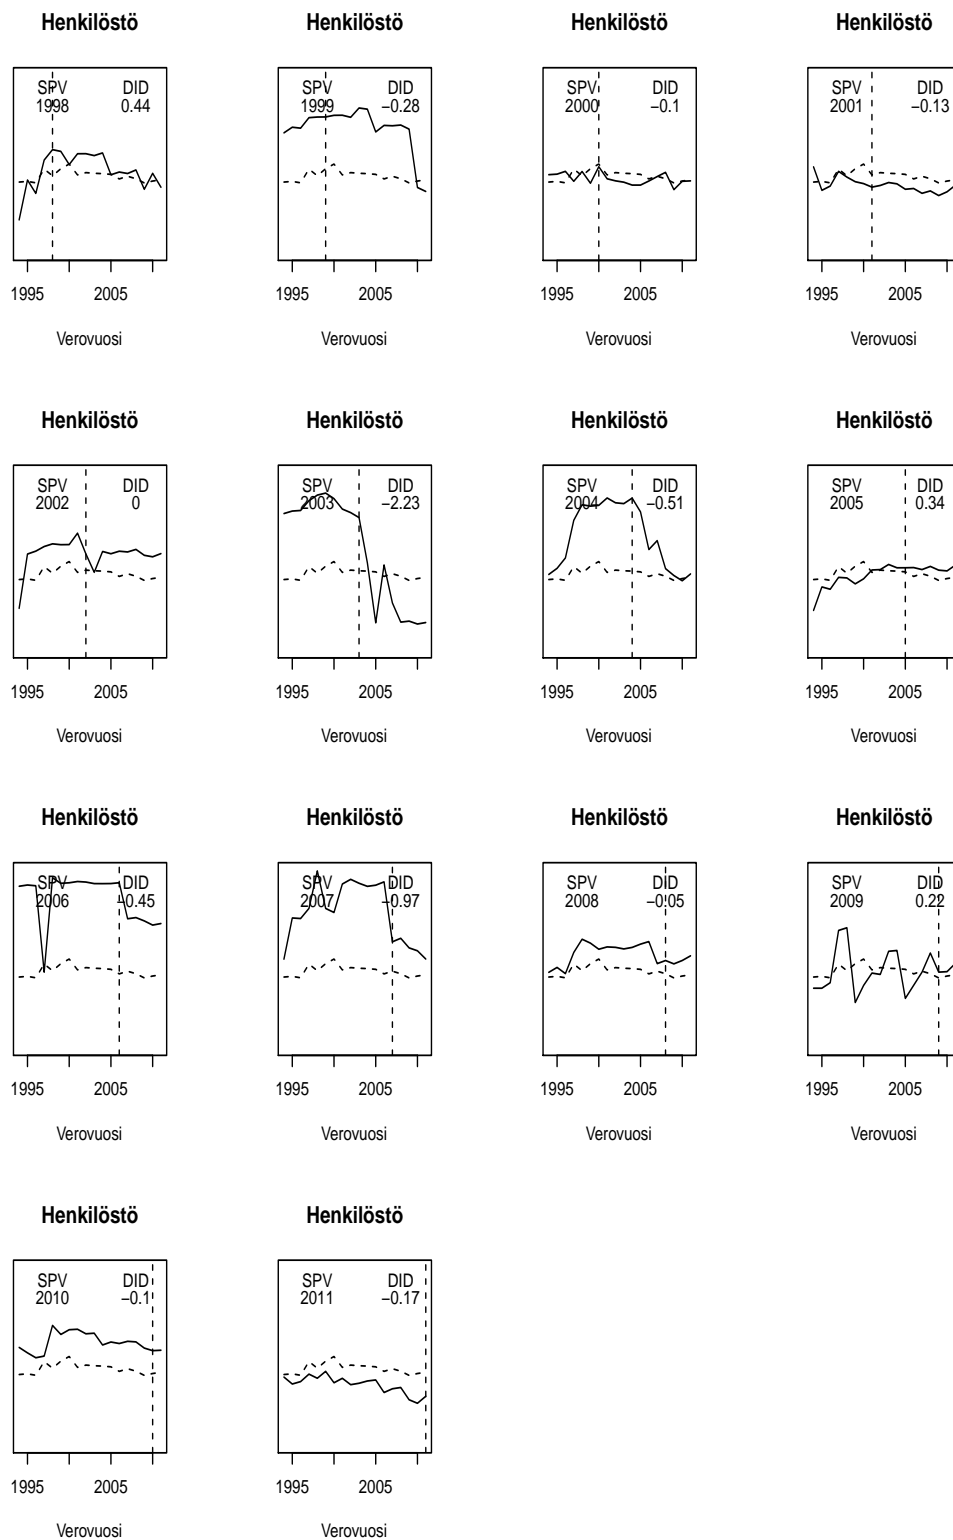 Henkilöstö
SPV DID
1998 0.44
1995 2005
Verovuosi
Henkilöstö
SPV DID
1999 −0.28
1995 2005
Verovuosi
Henkilöstö
SPV DID
2000 −0.1
1995 2005
Verovuosi
Henkilöstö
SPV DID
2001 −0.13
1995 2005
Verovuosi
Henkilöstö
SPV DID
2002 0
1995 2005
Verovuosi
Henkilöstö
SPV DID
2003 −2.23
1995 2005
Verovuosi
Henkilöstö
SPV DID
2004 −0.51
1995 2005
Verovuosi
Henkilöstö
SPV DID
2005 0.34
1995 2005
Verovuosi
Henkilöstö
SPV DID
2006 −0.45
1995 2005
Verovuosi
Henkilöstö
SPV DID
2007 −0.97
1995 2005
Verovuosi
Henkilöstö
SPV DID
2008 −0.05
1995 2005
Verovuosi
Henkilöstö
SPV DID
2009 0.22
1995 2005
Verovuosi
Henkilöstö
SPV DID
2010 −0.1
1995 2005
Verovuosi
Henkilöstö
SPV DID
2011 −0.17
1995 2005
Verovuosi